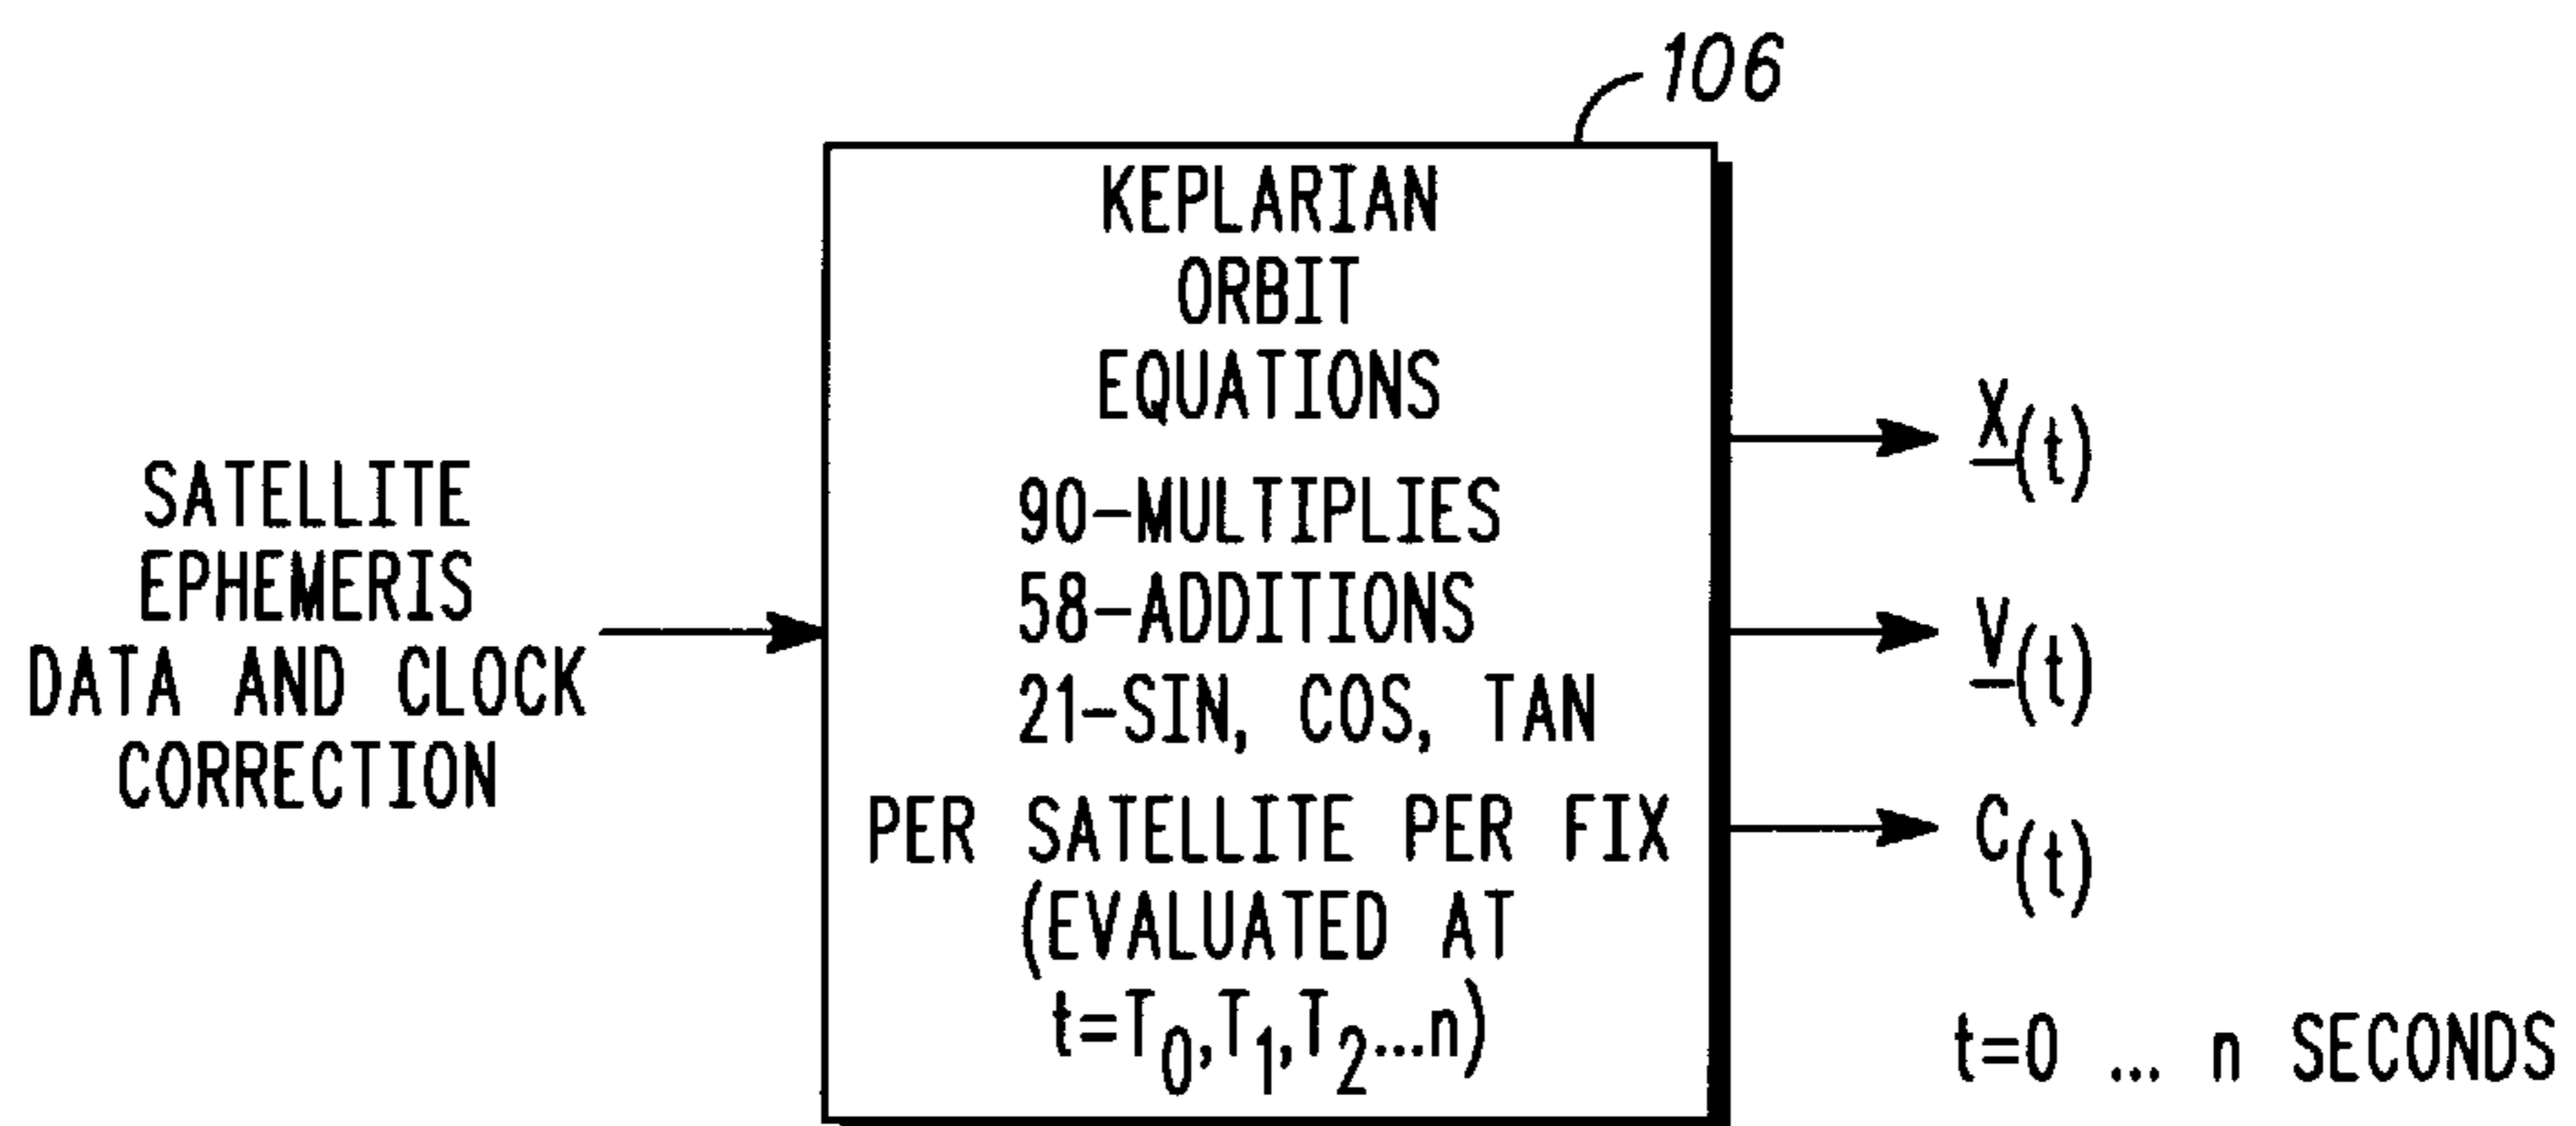 106
KEPLARIAN
ORBIT
EQUATIONS
90-MULTIPLIES
58-ADDITIONS
21-SIN, COS, TAN
PER SATELLITE PER FIX
(EVALUATED AT
t=T0,T1,T2...n)
SATELLITE
EPHEMERIS
DATA AND CLOCK
CORRECTION
X(t)
V(t)
C(t)
t=0 ... n SECONDS